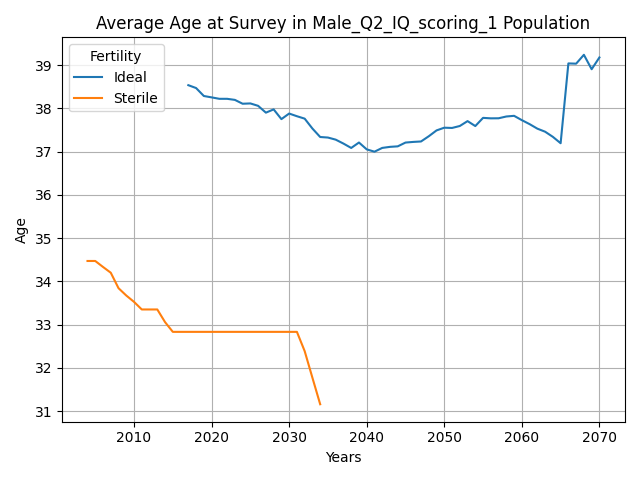 Average Age at Survey in Male_Q2_IQ_scoring_1 Population
Fertility
Ideal
Sterile
39
38
37
36
35
34
33
32
31
Age
2010 2020 2030 2040 2050 2060 2070
Years